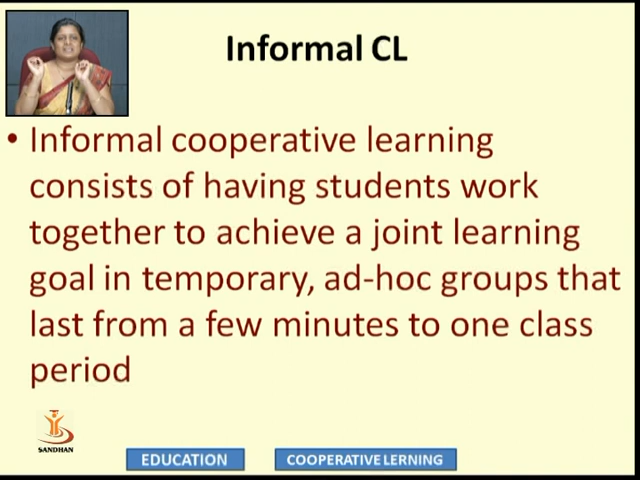 Informal CL
• Informal cooperative learning
consists of having students work
together to achieve a joint learning
goal in temporary, ad-hoc groups that
last from a few minutes to one class
period
SANDHAN
EDUCATION
COOPERATIVE LERNING